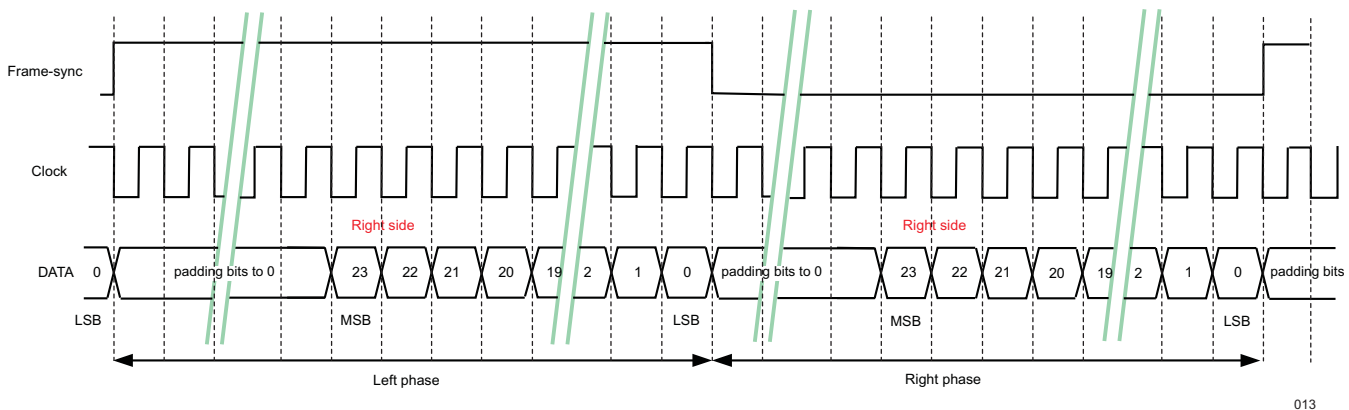 Frame-sync
Clock
Right side Right side
DATA 0 padding bits to 0 23 22 21 20 19 2 1 0 padding bits to 0 23 22 21 20 19 2 1 0 padding bits
LSB MSB LSB MSB LSB
Left phase Right phase
013